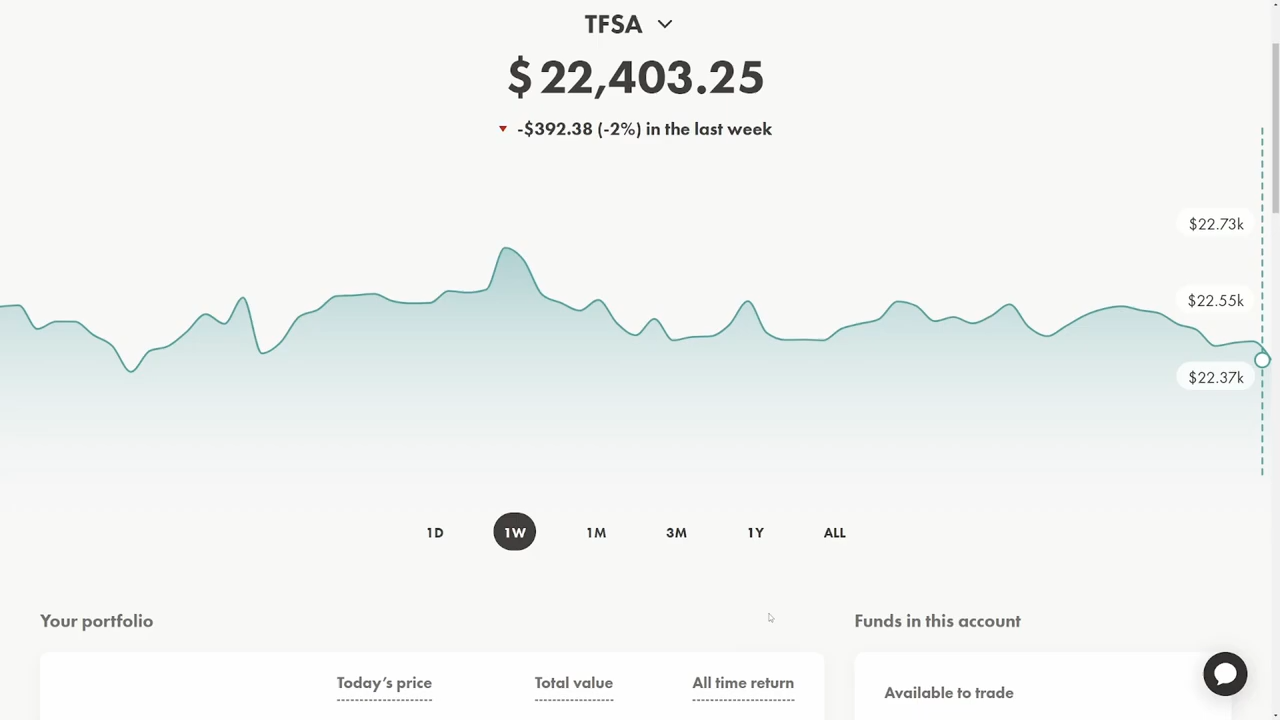 TFSA
$22,403.25
-$392.38 (-2%) in the last week
$22.73k
$22.55k
$22.37k
1D 1W 1M 3M 1Y ALL
Your portfolio
Today’s price Total value All time return
Funds in this account
Available to trade